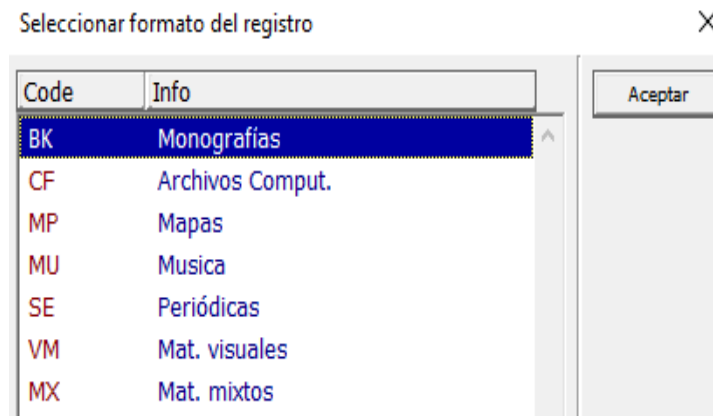 Seleccionar formato del registro
Code Info
Aceptar
BK Monografías
CF Archivos Comput.
MP Mapas
MU Musica
SE Periódicas
VM Mat. visuales
MX Mat. mixtos